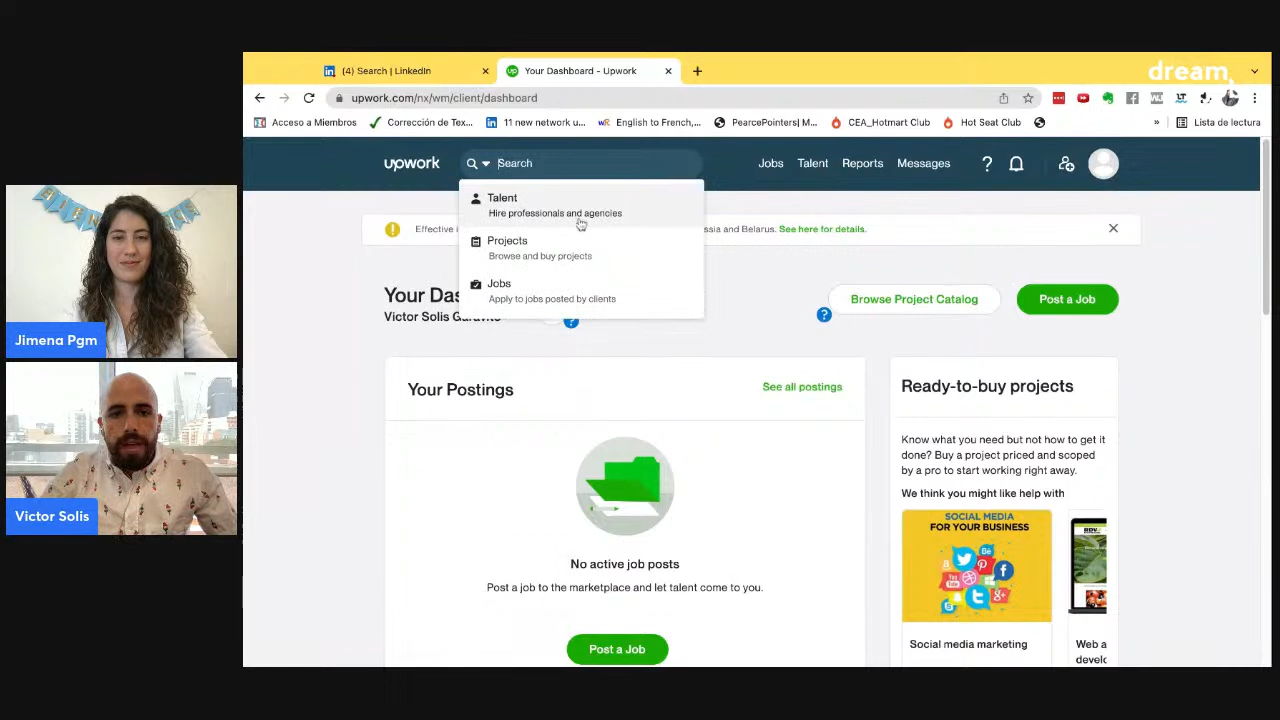 dream.
(4) Search | LinkedIn
Your Dashboard - Upwork
upwork.com/nx/wm/client/dashboard
Acceso a Miembros
Corrección de Tex...
11 new network u...
English to French,...
PearcePointers| M...
CEA_Hotmart Club
Hot Seat Club
»
Lista de lectura
upwork
Search
Jobs
Talent
Reports
Messages
?
Talent
Hire professionals and agencies
Projects
Browse and buy projects
Jobs
Apply to jobs posted by clients
Effective i
ssia and Belarus. See here for details.
Your Da
Victor Solis Garavito
?
?
Browse Project Catalog
Post a Job
Your Postings
See all postings
No active job posts
Post a job to the marketplace and let talent come to you.
Post a Job
Ready-to-buy projects
Know what you need but not how to get it
done? Buy a project priced and scoped
by a pro to start working right away.
We think you might like help with
SOCIAL MEDIA
FOR YOUR BUSINESS
Social media marketing
Web a
develo
Jimena Pgm
Victor Solis